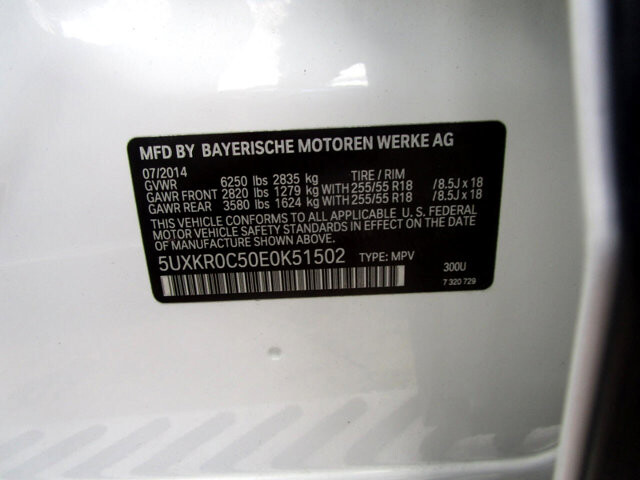 MFD BY BAYERISCHE MOTOREN WERKE AG
07/2014 TIRE / RIM
GVWR 6250 lbs 2835 kg
GAWR FRONT 2820 lbs 1279 kg WITH 255/55 R18 /8.5J x 18
GAWR REAR 3580 lbs 1624 kg WITH 255/55 R18 /8.5J x 18
THIS VEHICLE CONFORMS TO ALL APPLICABLE U.S. FEDERAL
MOTOR VEHICLE SAFETY STANDARDS IN EFFECT ON THE
DATE OF MANUFACTURE SHOWN ABOVE.
5UXKR0C50E0K51502 TYPE: MPV
300U
7 320 729